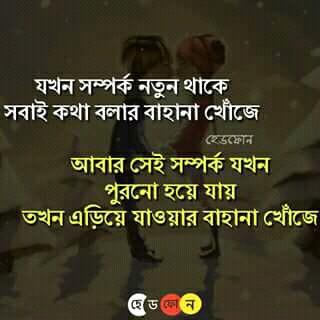 যখন সম্পর্ক নতুন থাকে
সবাই কথা বলার বাহানা খোঁজে
হেডফোন
আবার সেই সম্পর্ক যখন
পুরনো হয়ে যায়
তখন এড়িয়ে যাওয়ার বাহানা খোঁজে
হেডফোন